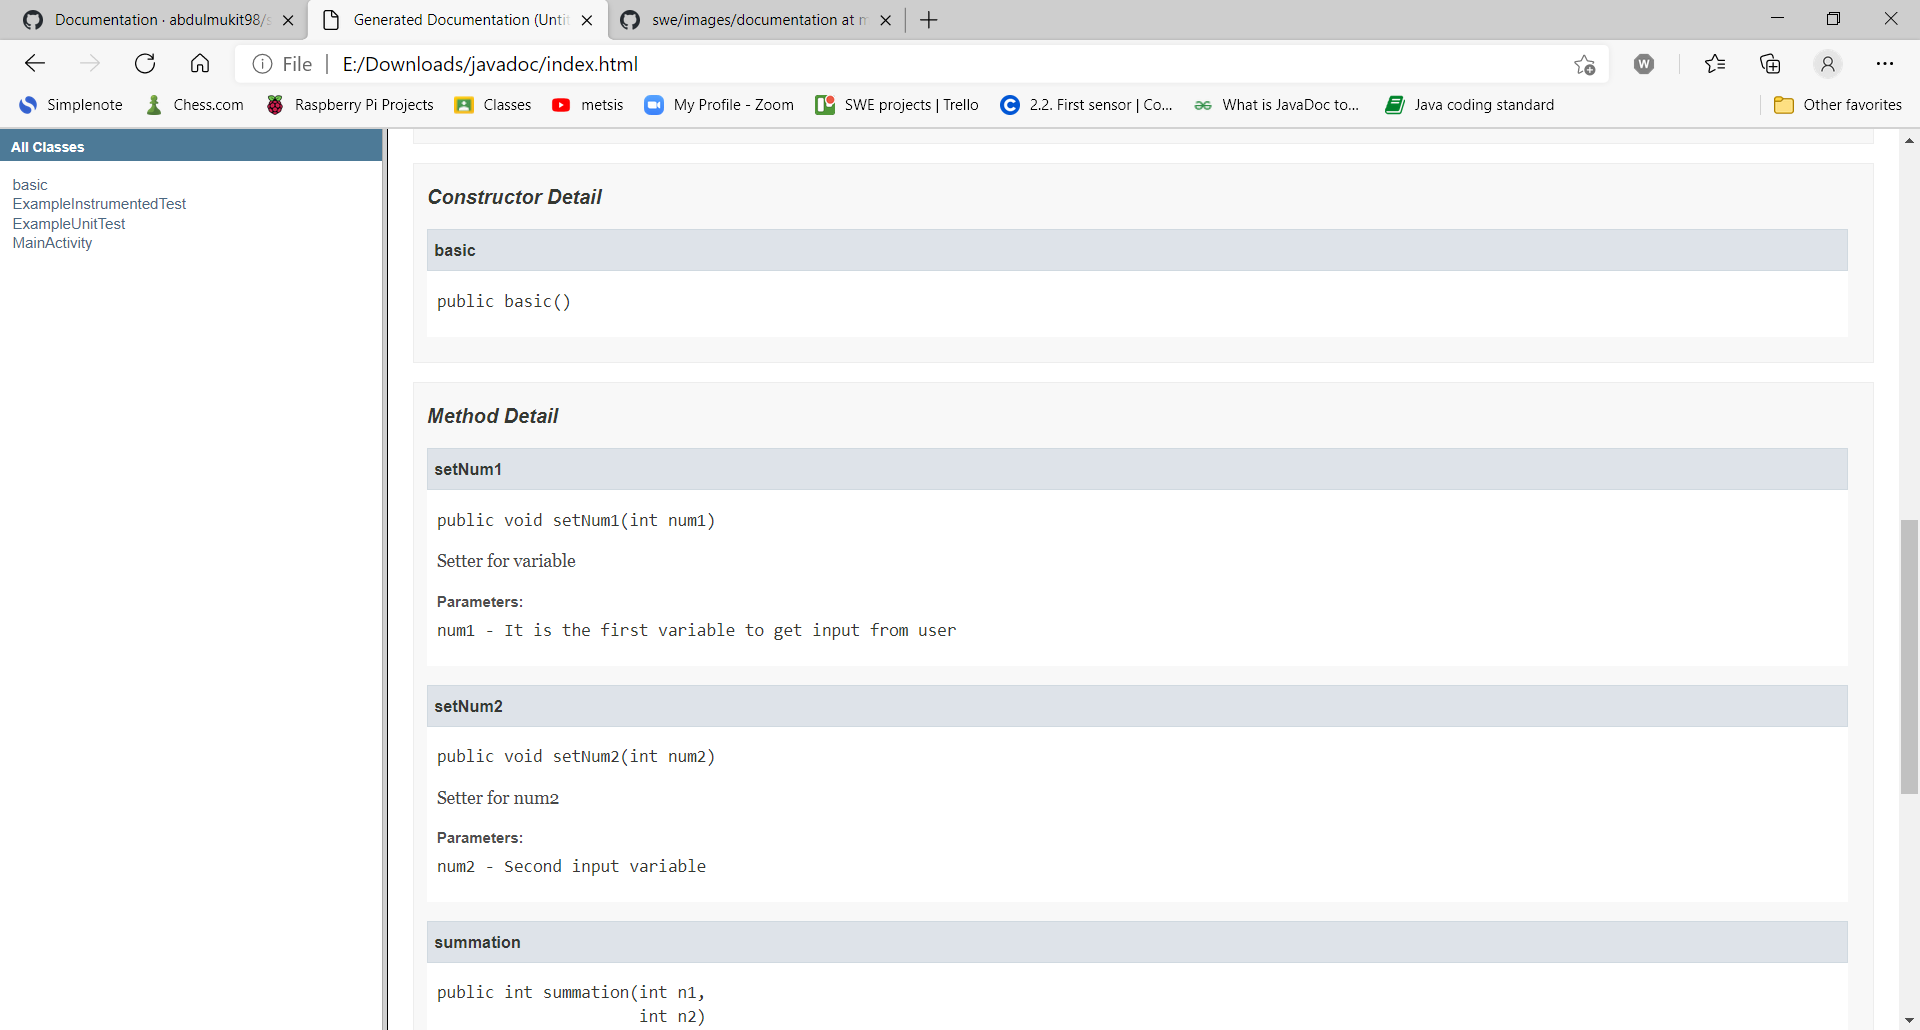 Documentation · abdulmukit98/s
Generated Documentation (Untit
swe/images/documentation at m
File
E:/Downloads/javadoc/index.html
W
Simplenote
Chess.com
Raspberry Pi Projects
Classes
metsis
My Profile - Zoom
SWE projects | Trello
2.2. First sensor | Co...
What is JavaDoc to...
Java coding standard
Other favorites
All Classes
basic
ExampleInstrumentedTest
ExampleUnitTest
MainActivity
Constructor Detail
basic
public basic()
Method Detail
setNum1
public void setNum1(int num1)
Setter for variable
Parameters:
num1 - It is the first variable to get input from user
setNum2
public void setNum2(int num2)
Setter for num2
Parameters:
num2 - Second input variable
summation
public int summation(int n1,
int n2)